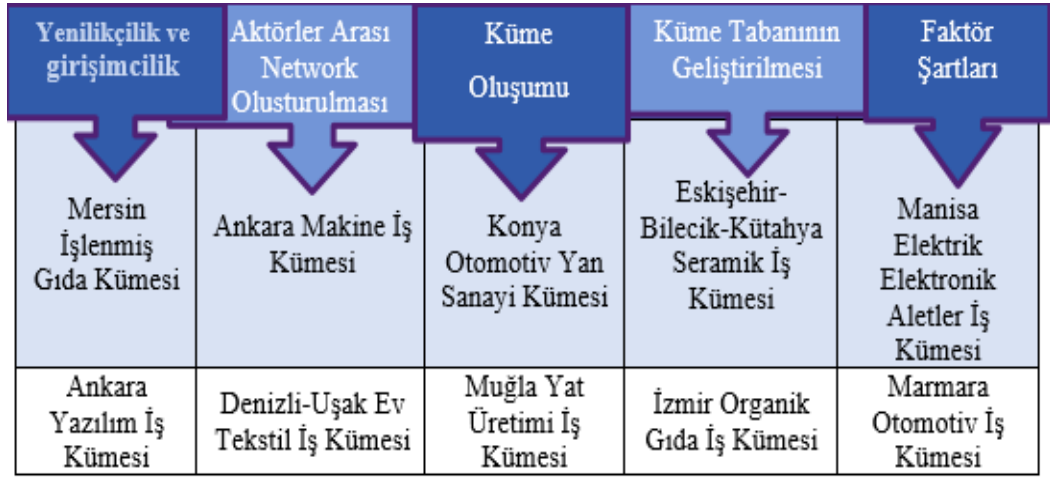 Yenilikçilik ve
girişimcilik
Aktörler Arası
Network
Olusturulması
Küme
Oluşumu
Küme Tabanının
Geliştirilmesi
Faktör
Şartları
Mersin
İşlenmiş
Gıda Kümesi
Ankara Makine İş
Kümesi
Konya
Otomotiv Yan
Sanayi Kümesi
Eskişehir-
Bilecik-Kütahya
Seramik İş
Kümesi
Manisa
Elektrik
Elektronik
Aletler İş
Kümesi
Ankara
Yazılım İş
Kümesi
Denizli-Uşak Ev
Tekstil İş Kümesi
Muğla Yat
Üretimi İş
Kümesi
İzmir Organik
Gıda İş Kümesi
Marmara
Otomotiv İş
Kümesi